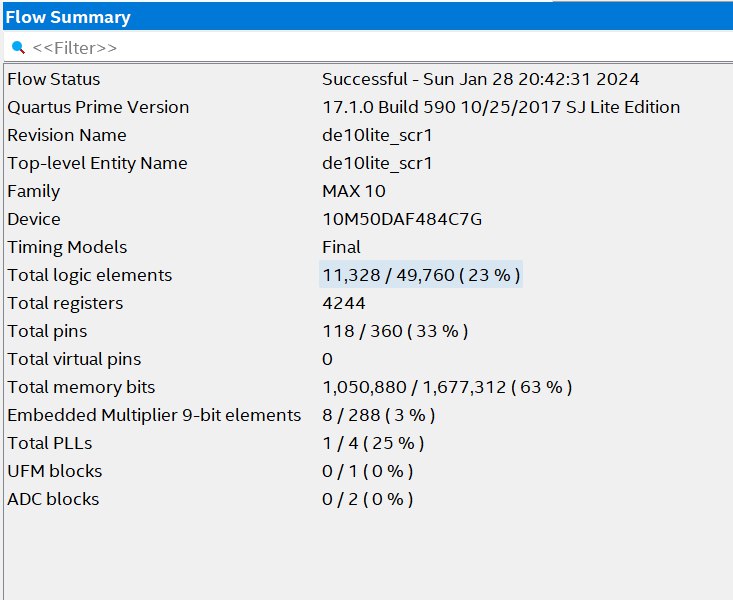 Flow Summary
<<Filter>>
Flow Status Successful - Sun Jan 28 20:42:31 2024
Quartus Prime Version 17.1.0 Build 590 10/25/2017 SJ Lite Edition
Revision Name de10lite_scr1
Top-level Entity Name de10lite_scr1
Family MAX 10
Device 10M50DAF484C7G
Timing Models Final
Total logic elements 11,328 / 49,760 ( 23 % )
Total registers 4244
Total pins 118 / 360 ( 33 % )
Total virtual pins 0
Total memory bits 1,050,880 / 1,677,312 ( 63 % )
Embedded Multiplier 9-bit elements 8 / 288 ( 3 % )
Total PLLs 1 / 4 ( 25 % )
UFM blocks 0 / 1 ( 0 % )
ADC blocks 0 / 2 ( 0 % )